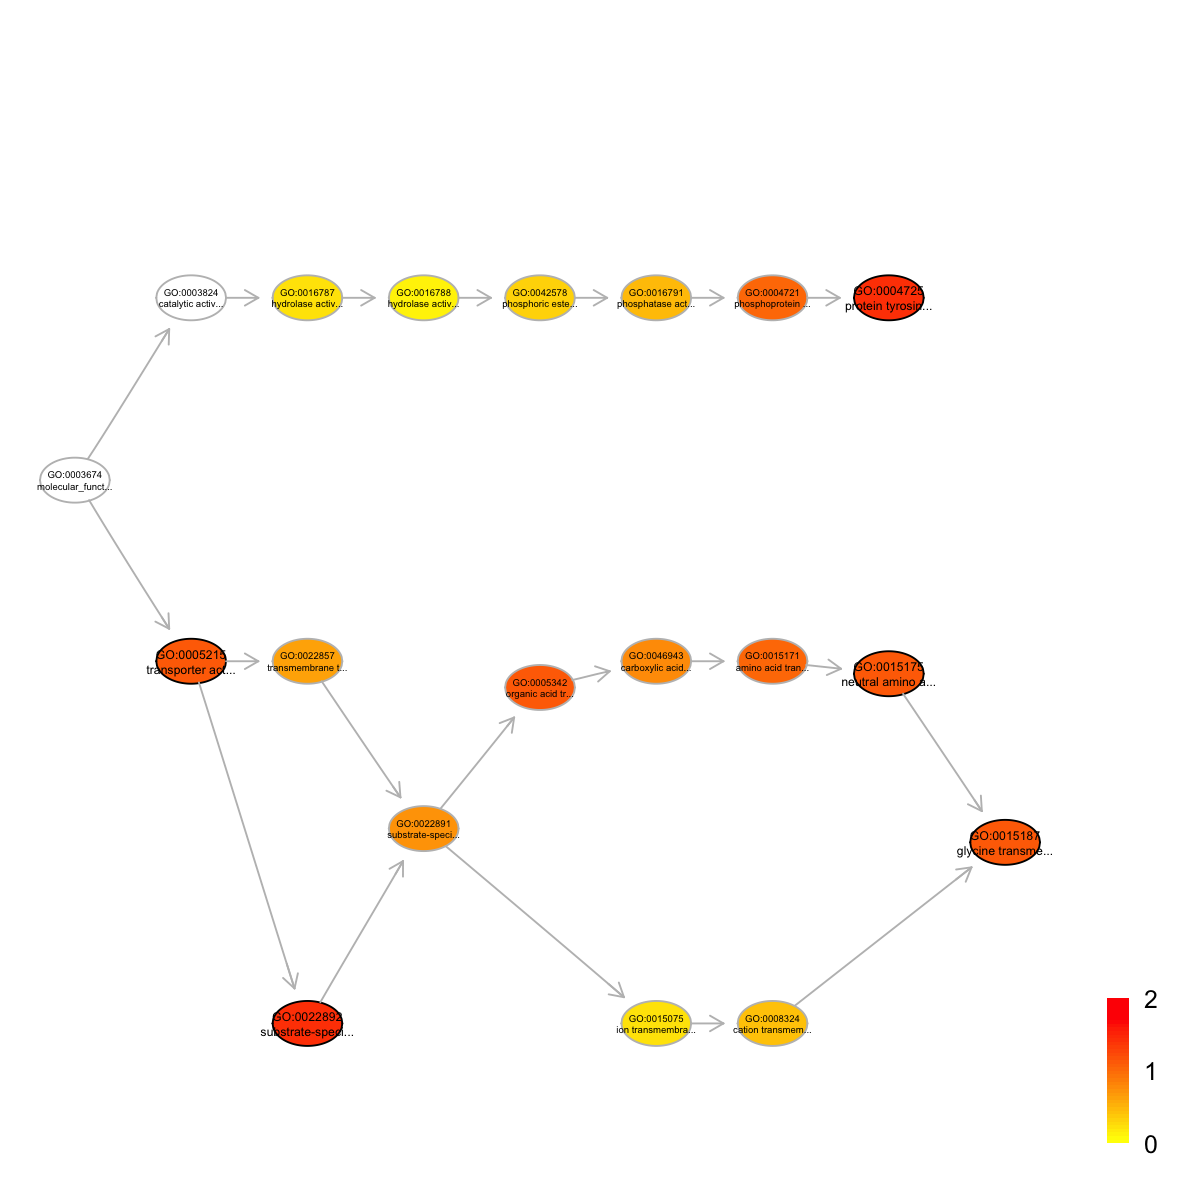 GO:0003824
catalytic activ...
GO:0016787
hydrolase activ...
GO:0016788
hydrolase activ...
GO:0042578
phosphoric este...
GO:0016791
phosphatase act...
GO:0004721
phosphoprotein ...
GO:0004725
protein tyrosin...
GO:0003674
molecular_funct...
GO:0005215
transporter act...
GO:0022857
transmembrane t...
GO:0005342
organic acid tr...
GO:0046943
carboxylic acid...
GO:0015171
amino acid tran...
GO:0015175
neutral amino a...
GO:0022891
substrate-speci...
GO:0015187
glycine transme...
GO:0022892
substrate-speci...
GO:0015075
ion transmembra...
GO:0008324
cation transmem...
2
1
0